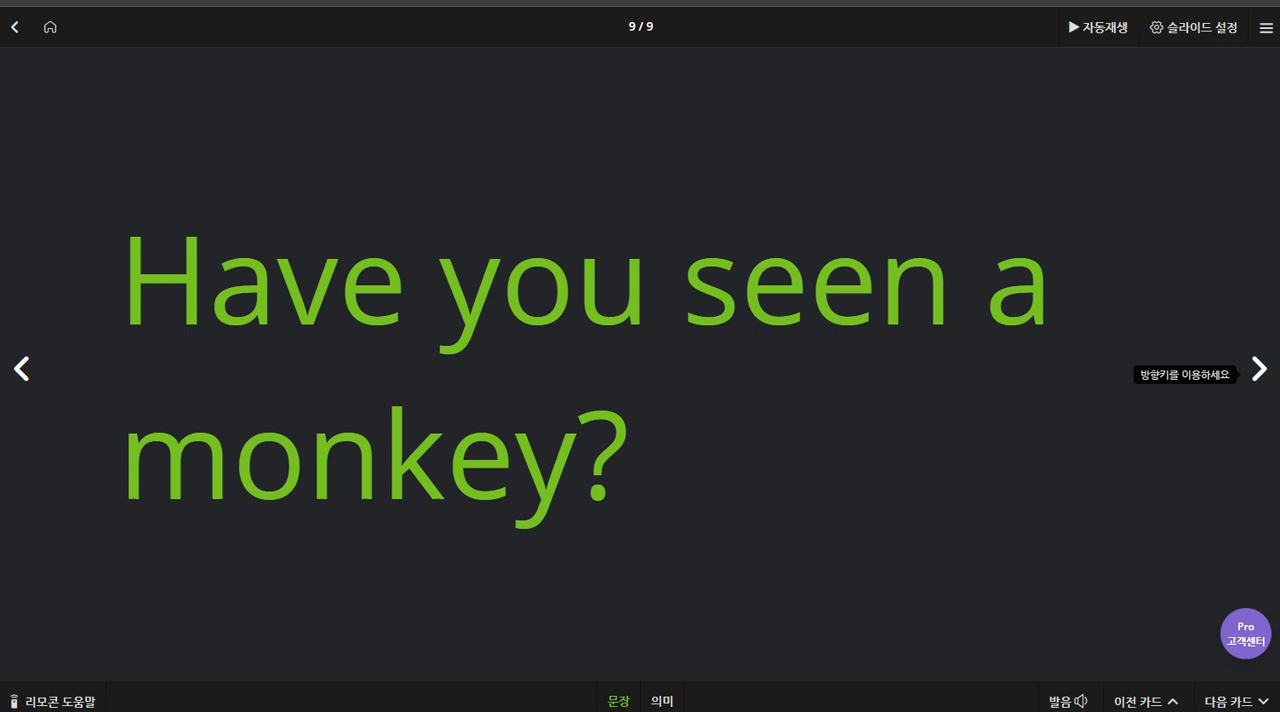 9 / 9
자동재생
슬라이드 설정
Have you seen a
monkey?
방향키를 이용하세요
Pro
고객센터
리모콘 도움말
문장
의미
발음
이전 카드
다음 카드